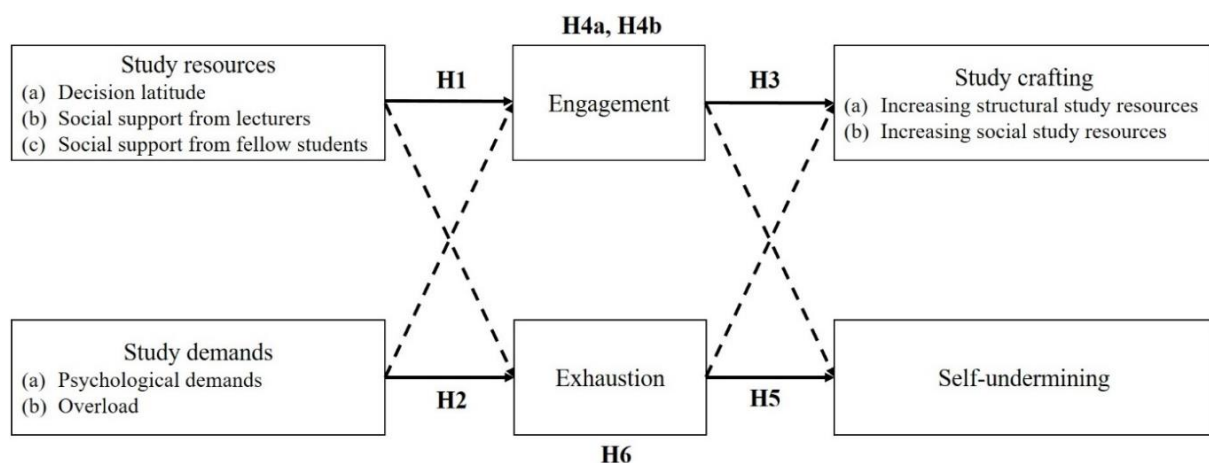 H4a, H4b
Study resources
(a) Decision latitude
(b) Social support from lecturers
(c) Social support from fellow students
H1
Engagement
H3
Study crafting
(a) Increasing structural study resources
(b) Increasing social study resources
Study demands
(a) Psychological demands
(b) Overload
H2
Exhaustion
H5
Self-undermining
H6